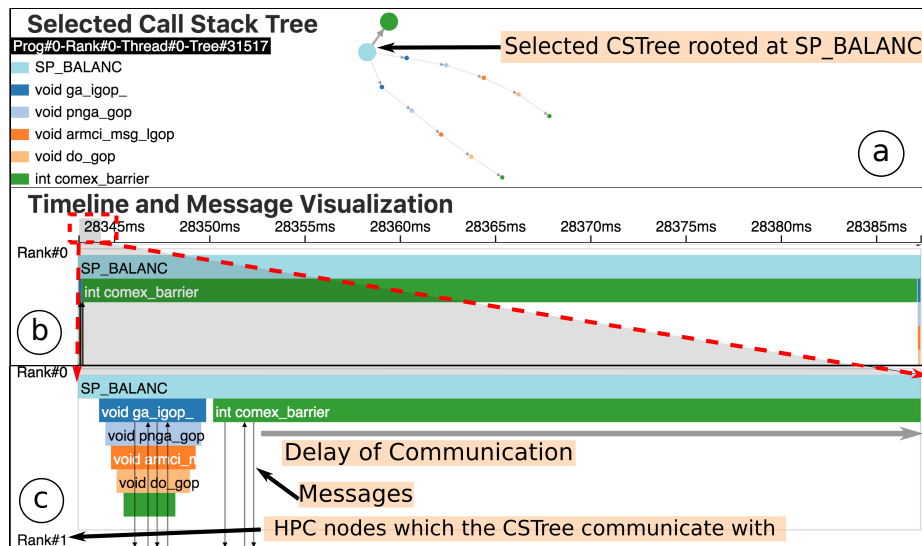 Selected Call Stack Tree
Prog#0-Rank#0-Thread#0-Tree#31517
Selected CSTree rooted at SP_BALANC
SP_BALANC
void ga_igop_
void pnga_gop
void armci_msg_lgop
void do_gop
int comex_barrier
a
Timeline and Message Visualization
28345ms 28350ms 28355ms 28360ms 28365ms 28370ms 28375ms 28380ms 28385ms
Rank#0
SP_BALANC
int comex_barrier
b
Rank#0
SP_BALANC
void ga_igop_ int comex_barrier
void pnga_gop
Delay of Communication
void armci_m
void do_gop
Messages
c
HPC nodes which the CSTree communicate with
Rank#1